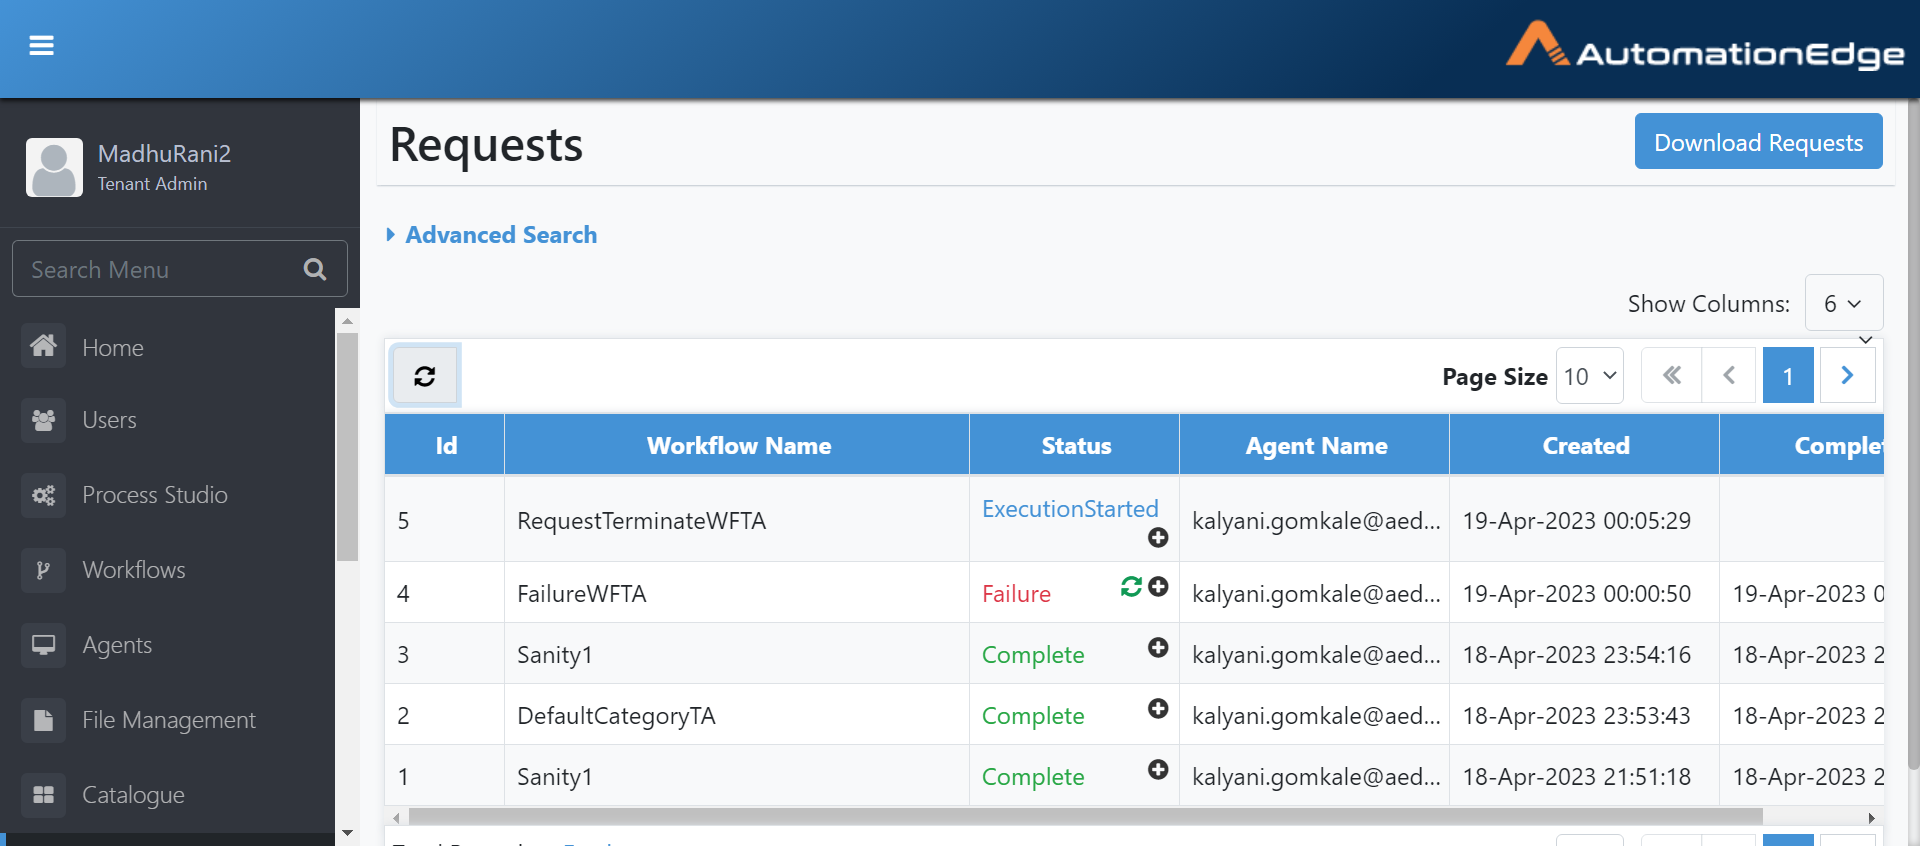 AutomationEdge
MadhuRani2
Tenant Admin
Search Menu
Home
Users
Process Studio
Workflows
Agents
File Management
Catalogue
Requests
Download Requests
Advanced Search
Show Columns: 6
Page Size 10 1
Id Workflow Name Status Agent Name Created Complet
5 RequestTerminateWFTA ExecutionStarted kalyani.gomkale@aed... 19-Apr-2023 00:05:29
4 FailureWFTA Failure kalyani.gomkale@aed... 19-Apr-2023 00:00:50 19-Apr-2023 0
3 Sanity1 Complete kalyani.gomkale@aed... 18-Apr-2023 23:54:16 18-Apr-2023 2
2 DefaultCategoryTA Complete kalyani.gomkale@aed... 18-Apr-2023 23:53:43 18-Apr-2023 2
1 Sanity1 Complete kalyani.gomkale@aed... 18-Apr-2023 21:51:18 18-Apr-2023 2